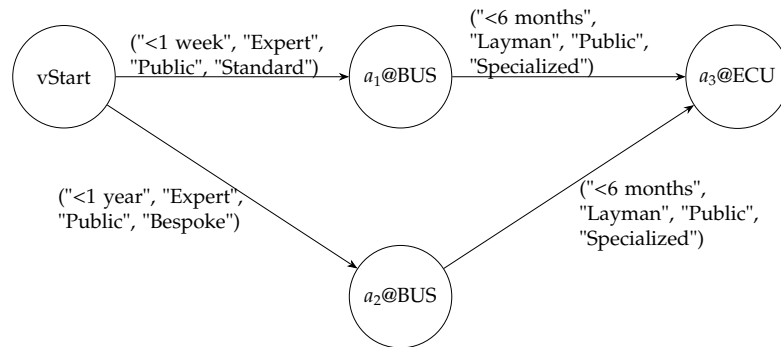 ("<1 week", "Expert",
"Public", "Standard")
("<6 months",
"Layman", "Public",
"Specialized")
vStart
a₁@BUS
a₃@ECU
("<1 year", "Expert",
"Public", "Bespoke")
("<6 months",
"Layman", "Public",
"Specialized")
a₂@BUS